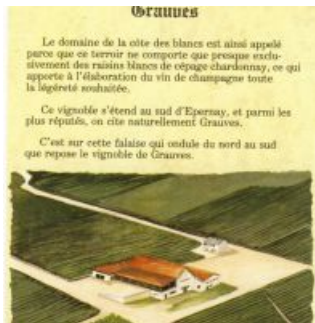 Grauves
Le domaine de la côte des blancs est ainsi appelé
parce que ce terroir ne comporte que presque exclu-
sivement des raisins blancs de cépage chardonnay, ce qui
apporte à l'élaboration du vin de champagne toute
la légéreté souhaitée.
Ce vignoble s'étend au sud d'Epernay, et parmi les
plus réputés, on cite naturellement Grauves.
C'est sur cette falaise qui ondule du nord au sud
que repose le vignoble de Grauves.